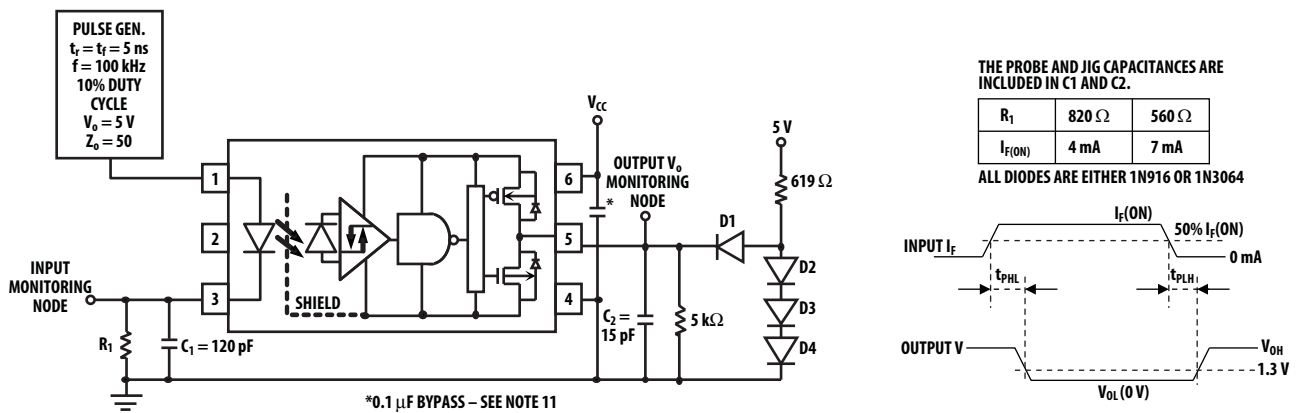 PULSE GEN.
tr = tf = 5 ns
f = 100 kHz
10% DUTY
CYCLE
Vo = 5 V
Zo = 50
1
2
3
6
5
4
SHIELD
INPUT
MONITORING
NODE
R1
C1 = 120 pF
VCC
*
OUTPUT Vo
MONITORING
NODE
5 V
619 Ω
D1
D2
D3
D4
C2 =
15 pF
5 kΩ
*0.1 μF BYPASS – SEE NOTE 11
THE PROBE AND JIG CAPACITANCES ARE
INCLUDED IN C1 AND C2.
R1 820 Ω 560 Ω
IF(ON) 4 mA 7 mA
ALL DIODES ARE EITHER 1N916 OR 1N3064
IF(ON)
INPUT IF
50% IF(ON)
0 mA
tPHL
tPLH
OUTPUT V
VOH
1.3 V
VOL(0 V)